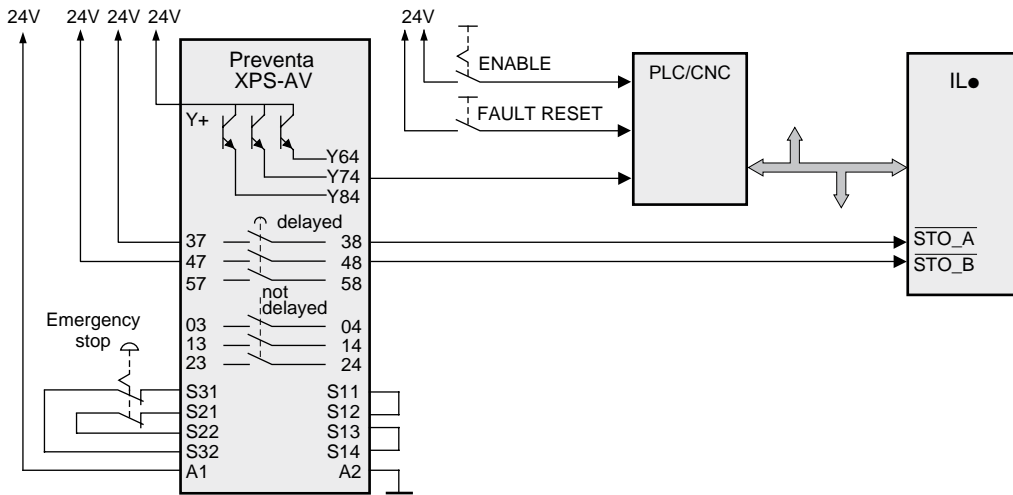 24V
24V
24V
24V
24V
Preventa
XPS-AV
Y+
Y64
Y74
Y84
ENABLE
FAULT RESET
PLC/CNC
IL●
delayed
37
38
47
48
57
58
STO_A
STO_B
not
delayed
03
04
13
14
23
24
Emergency
stop
S31
S11
S21
S12
S22
S13
S32
S14
A1
A2